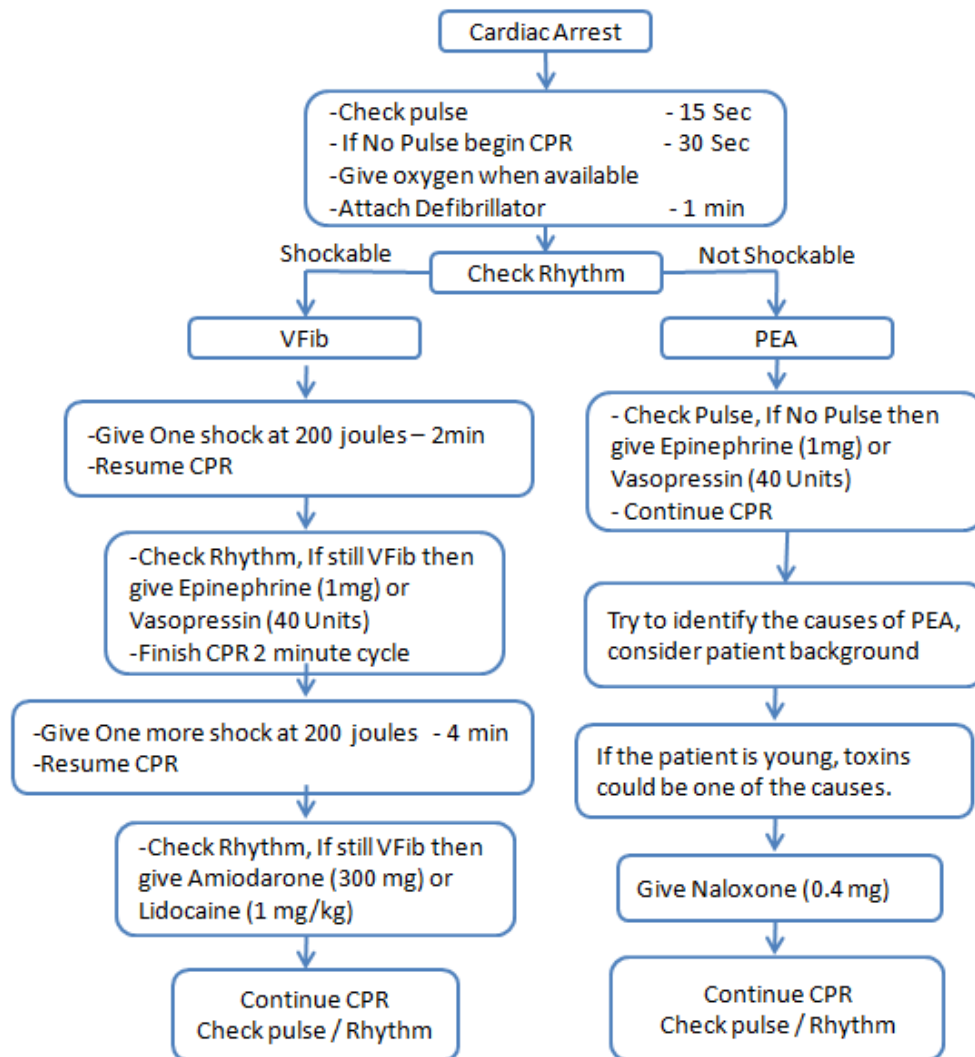 Cardiac Arrest
-Check pulse - 15 Sec
- If No Pulse begin CPR - 30 Sec
-Give oxygen when available
-Attach Defibrillator - 1 min
Shockable
Check Rhythm
Not Shockable
VFib
-Give One shock at 200 joules – 2min
-Resume CPR
-Check Rhythm, If still VFib then
give Epinephrine (1mg) or
Vasopressin (40 Units)
-Finish CPR 2 minute cycle
-Give One more shock at 200 joules - 4 min
-Resume CPR
-Check Rhythm, If still VFib then
give Amiodarone (300 mg) or
Lidocaine (1 mg/kg)
Continue CPR
Check pulse / Rhythm
PEA
- Check Pulse, If No Pulse then
give Epinephrine (1mg) or
Vasopressin (40 Units)
- Continue CPR
Try to identify the causes of PEA,
consider patient background
If the patient is young, toxins
could be one of the causes.
Give Naloxone (0.4 mg)
Continue CPR
Check pulse / Rhythm